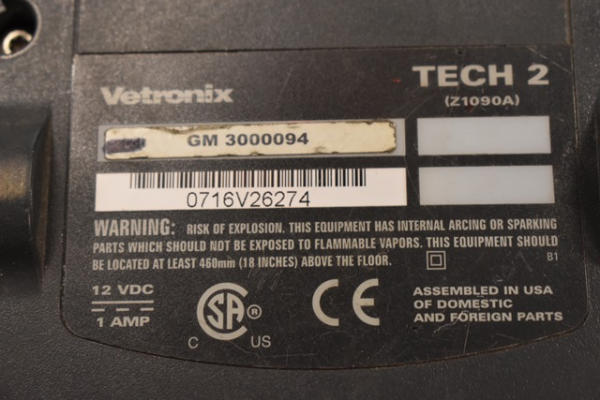 Vetronix
TECH 2
(Z1090A)
GM 3000094
0716V26274
WARNING: RISK OF EXPLOSION. THIS EQUIPMENT HAS INTERNAL ARCING OR SPARKING
PARTS WHICH SHOULD NOT BE EXPOSED TO FLAMMABLE VAPORS. THIS EQUIPMENT SHOULD
BE LOCATED AT LEAST 460mm (18 INCHES) ABOVE THE FLOOR.
B1
12 VDC
1 AMP
C SA ® US
CE
ASSEMBLED IN USA
OF DOMESTIC
AND FOREIGN PARTS